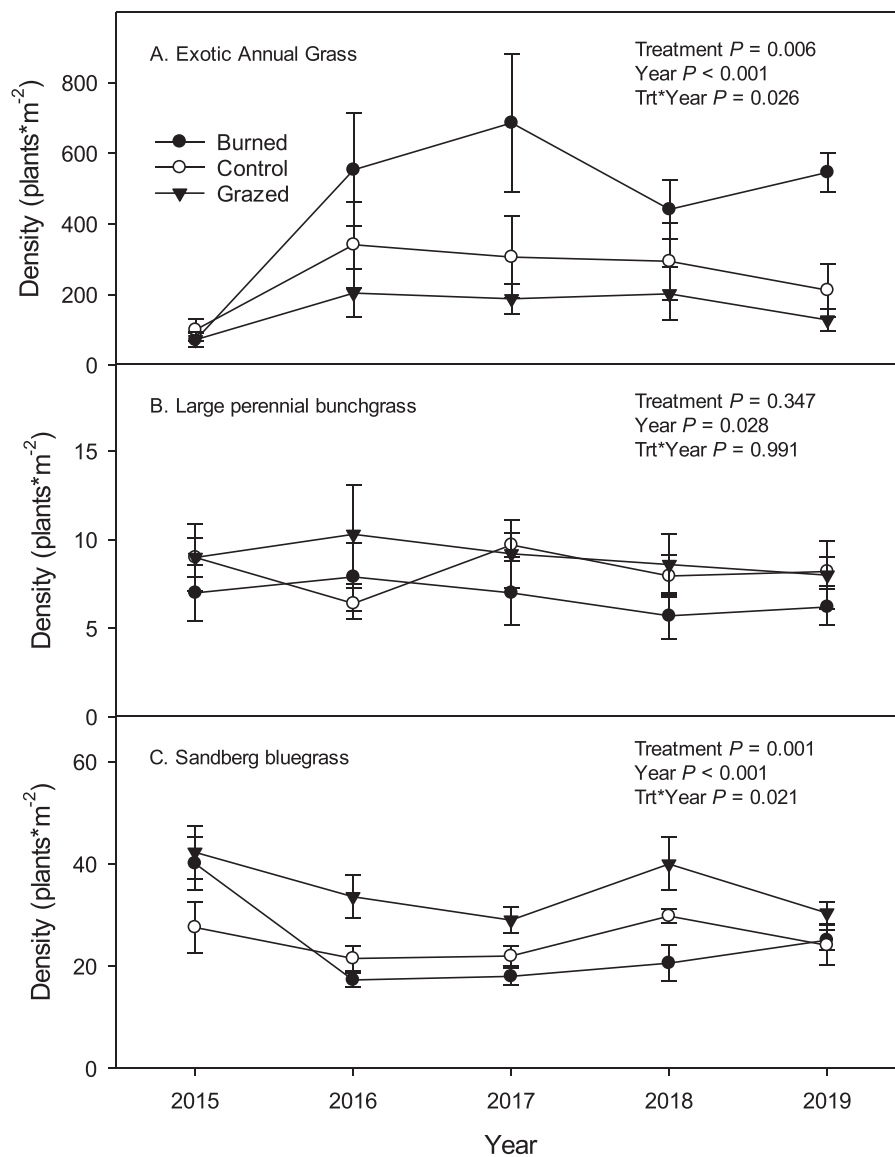 A. Exotic Annual Grass
Treatment P = 0.006
Year P < 0.001
Trt*Year P = 0.026
Burned
Control
Grazed
Density (plants*m-2)
800
600
400
200
0
B. Large perennial bunchgrass
Treatment P = 0.347
Year P = 0.028
Trt*Year P = 0.991
Density (plants*m-2)
15
10
5
0
C. Sandberg bluegrass
Treatment P = 0.001
Year P < 0.001
Trt*Year P = 0.021
Density (plants*m-2)
60
40
20
0
2015 2016 2017 2018 2019
Year